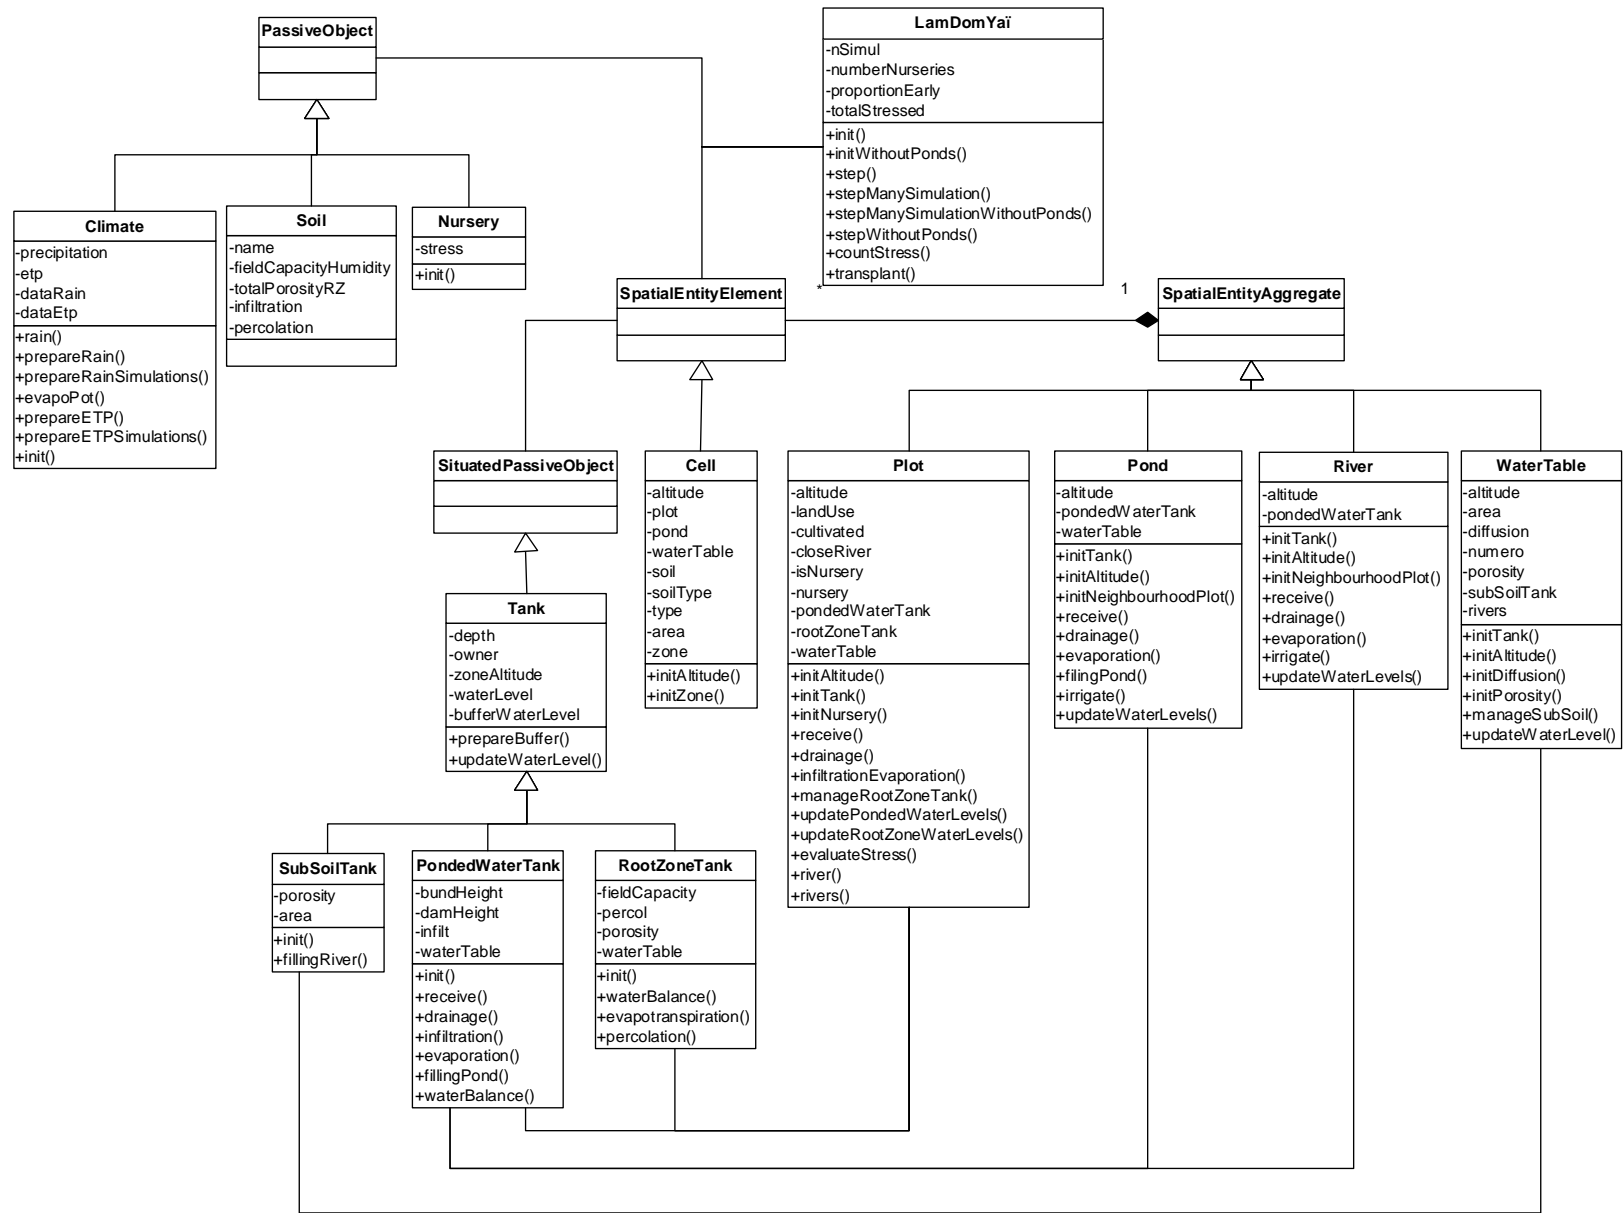 PassiveObject
LamDomYaï
-nSimul
-numberNurseries
-proportionEarly
-totalStressed
+init()
+initWithoutPonds()
+step()
+stepManySimulation()
+stepManySimulationWithoutPonds()
+stepWithoutPonds()
+countStress()
+transplant()
Climate
-precipitation
-etp
-dataRain
-dataEtp
+rain()
+prepareRain()
+prepareRainSimulations()
+evapoPot()
+prepareETP()
+prepareETPSimulations()
+init()
Soil
-name
-fieldCapacityHumidity
-totalPorosityRZ
-infiltration
-percolation
Nursery
-stress
+init()
SpatialEntityElement
*
1
SpatialEntityAggregate
SituatedPassiveObject
Cell
-altitude
-plot
-pond
-waterTable
-soil
-soilType
-type
-area
-zone
+initAltitude()
+initZone()
Plot
-altitude
-landUse
-cultivated
-closeRiver
-isNursery
-nursery
-pondedWaterTank
-rootZoneTank
-waterTable
+initAltitude()
+initTank()
+initNursery()
+receive()
+drainage()
+infiltrationEvaporation()
+manageRootZoneTank()
+updatePondedWaterLevels()
+updateRootZoneWaterLevels()
+evaluateStress()
+river()
+rivers()
Pond
-altitude
-pondedWaterTank
-waterTable
+initTank()
+initAltitude()
+initNeighbourhoodPlot()
+receive()
+drainage()
+evaporation()
+filingPond()
+irrigate()
+updateWaterLevels()
River
-altitude
-pondedWaterTank
+initTank()
+initAltitude()
+initNeighbourhoodPlot()
+receive()
+drainage()
+evaporation()
+irrigate()
+updateWaterLevels()
WaterTable
-altitude
-area
-diffusion
-numero
-porosity
-subSoilTank
-rivers
+initTank()
+initAltitude()
+initDiffusion()
+initPorosity()
+manageSubSoil()
+updateWaterLevel()
Tank
-depth
-owner
-zoneAltitude
-waterLevel
-bufferWaterLevel
+prepareBuffer()
+updateWaterLevel()
SubSoilTank
-porosity
-area
+init()
+fillingRiver()
PondedWaterTank
-bundHeight
-damHeight
-infilt
-waterTable
+init()
+receive()
+drainage()
+infiltration()
+evaporation()
+fillingPond()
+waterBalance()
RootZoneTank
-fieldCapacity
-percol
-porosity
-waterTable
+init()
+waterBalance()
+evapotranspiration()
+percolation()